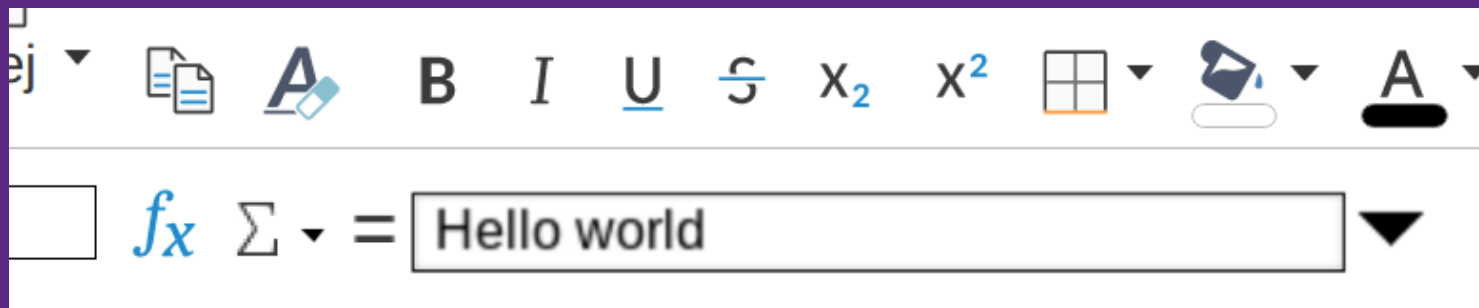 ej
B I U S X₂ X² A
fx Σ = Hello world